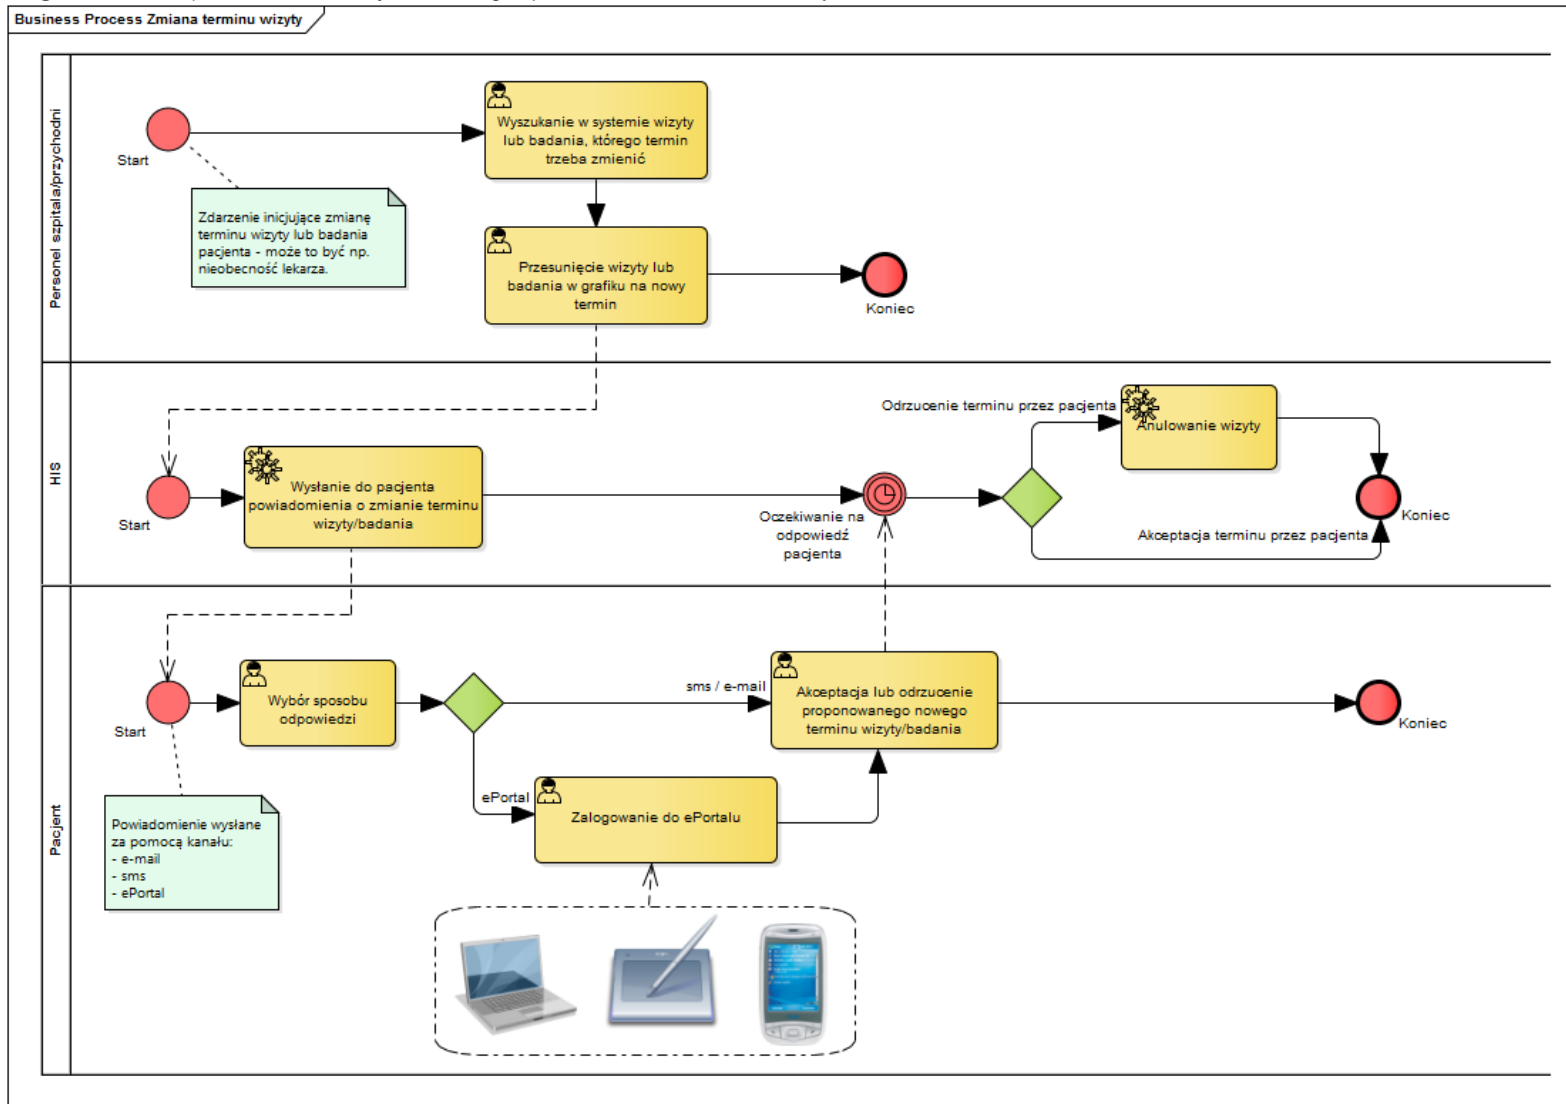 Business Process Zmiana terminu wizyty
Personel szpitala/przychodni
Start
Zdarzenie inicjujące zmianę
terminu wizyty lub badania
pacjenta - może to być np.
nieobecność lekarza.
Wyszukanie w systemie wizyty
lub badania, którego termin
trzeba zmienić
Przesunięcie wizyty lub
badania w grafiku na nowy
termin
Koniec
HIS
Start
Wysłanie do pacjenta
powiadomienia o zmianie terminu
wizyty/badania
Oczekiwanie na
odpowiedź
pacjenta
Odrzucenie terminu przez pacjenta
Anulowanie wizyty
Akceptacja terminu przez pacjenta
Koniec
Pacjent
Start
Powiadomienie wysłane
za pomocą kanału:
- e-mail
- sms
- ePortal
Wybór sposobu
odpowiedzi
sms / e-mail
ePortal
Zalogowanie do ePortalu
Akceptacja lub odrzucenie
proponowanego nowego
terminu wizyty/badania
Koniec